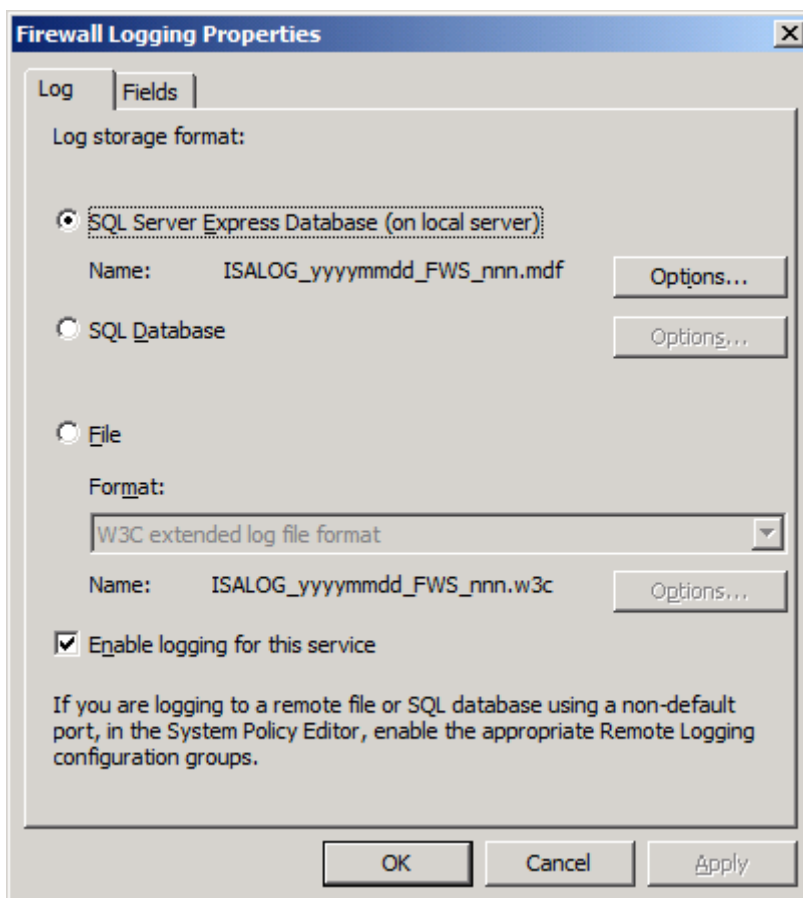 Firewall Logging Properties
Log Fields
Log storage format:
SQL Server Express Database (on local server)
Name: ISALOG_yyyymmdd_FWS_nnn.mdf Options...
SQL Database Options...
File
Format:
W3C extended log file format
Name: ISALOG_yyyymmdd_FWS_nnn.w3c Options...
Enable logging for this service
If you are logging to a remote file or SQL database using a non-default
port, in the System Policy Editor, enable the appropriate Remote Logging
configuration groups.
OK Cancel Apply